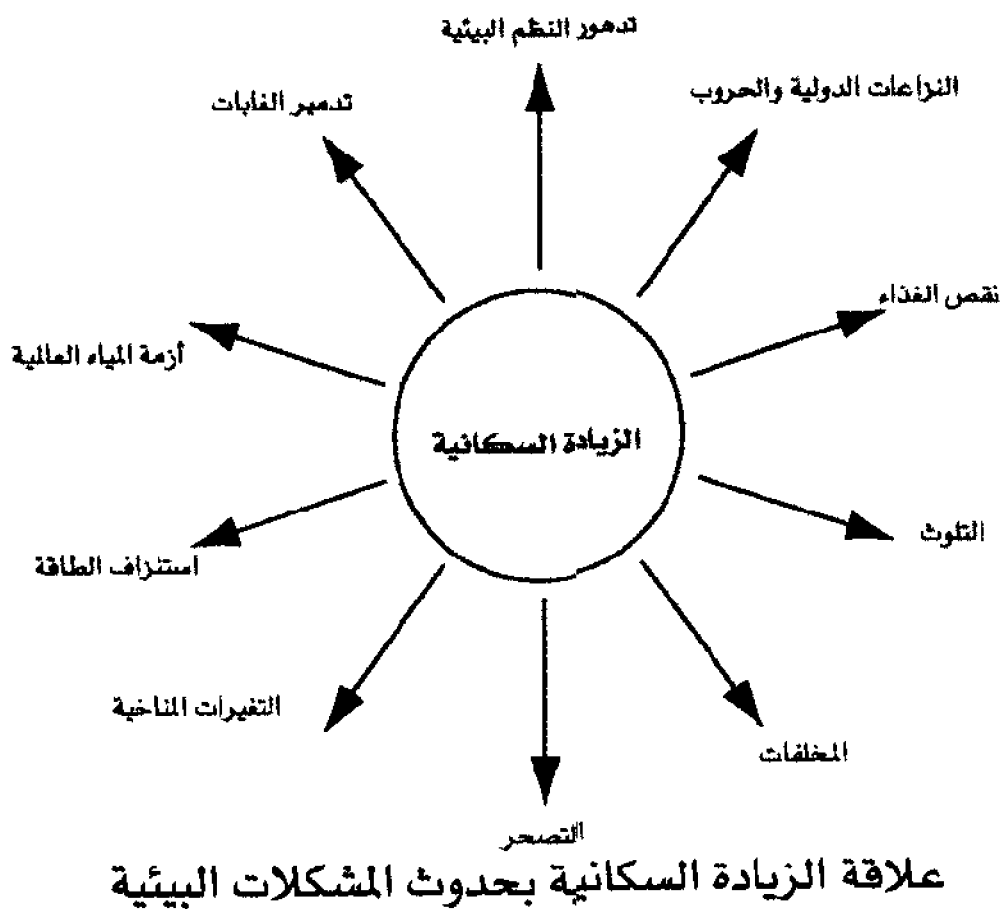 تدهور النظم البيئية
النزاعات الدولية والحروب
تدمير الغابات
نقص الغذاء
أزمة المياه العالمية
الزيادة السكانية
التلوث
استنزاف الطاقة
التغيرات المناخية
المخلفات
التصحر
علاقة الزيادة السكانية بحدوث المشكلات البيئية